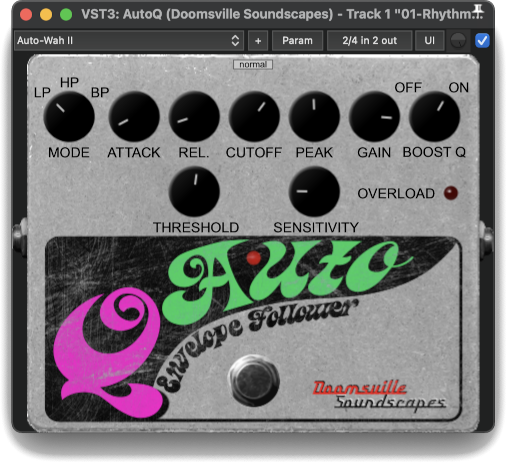 VST3: AutoQ (Doomsville Soundscapes) - Track 1 "01-Rhythm...
Auto-Wah II
+
Param
2/4 in 2 out
UI
normal
LP HP BP
OFF ON
MODE ATTACK REL. CUTOFF PEAK GAIN BOOST Q
OVERLOAD
THRESHOLD SENSITIVITY
Q Auto
Envelope Follower
Doomsville
Soundscapes